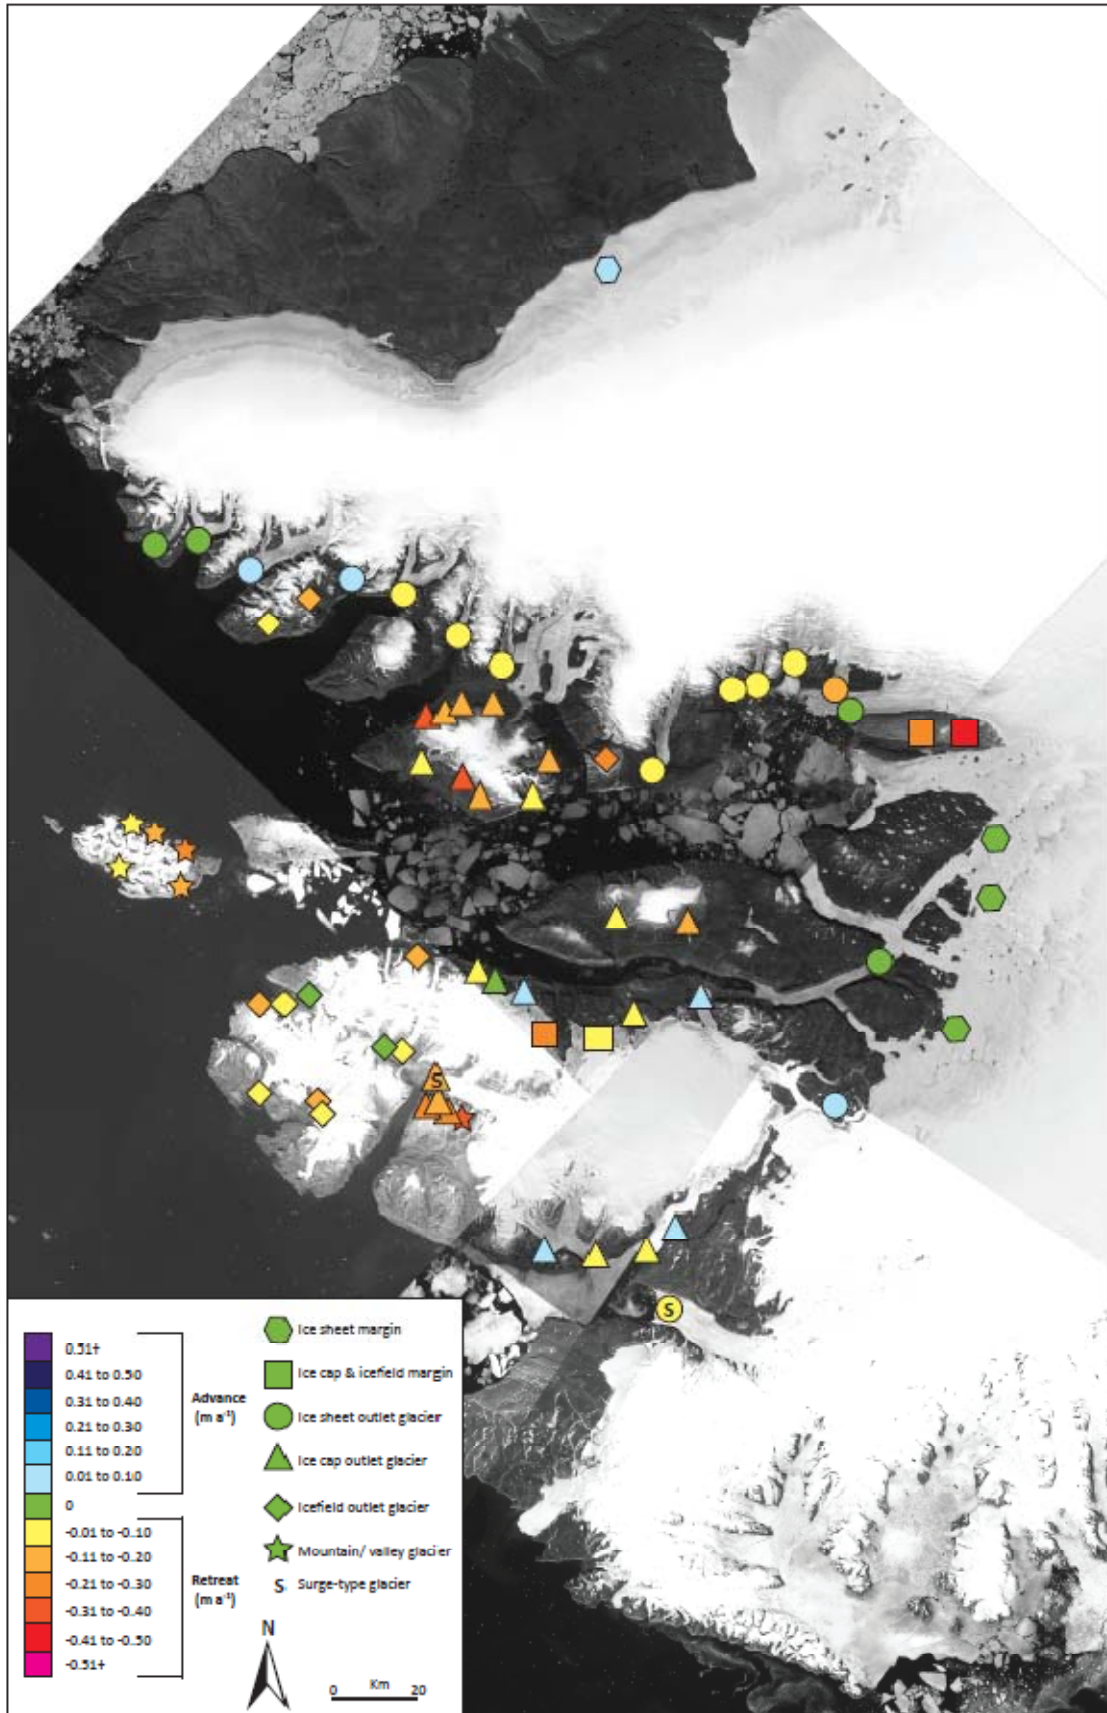 S
S
0.51+
0.41 to 0.50
0.31 to 0.40
0.21 to 0.30
0.11 to 0.20
0.01 to 0.10
0
-0.01 to -0.10
-0.11 to -0.20
-0.21 to -0.30
-0.31 to -0.40
-0.41 to -0.50
-0.51+
Advance
(m a⁻¹)
Retreat
(m a⁻¹)
Ice sheet margin
Ice cap & icefield margin
Ice sheet outlet glacier
Ice cap outlet glacier
Icefield outlet glacier
Mountain/ valley glacier
S Surge-type glacier
N
Km
0 20